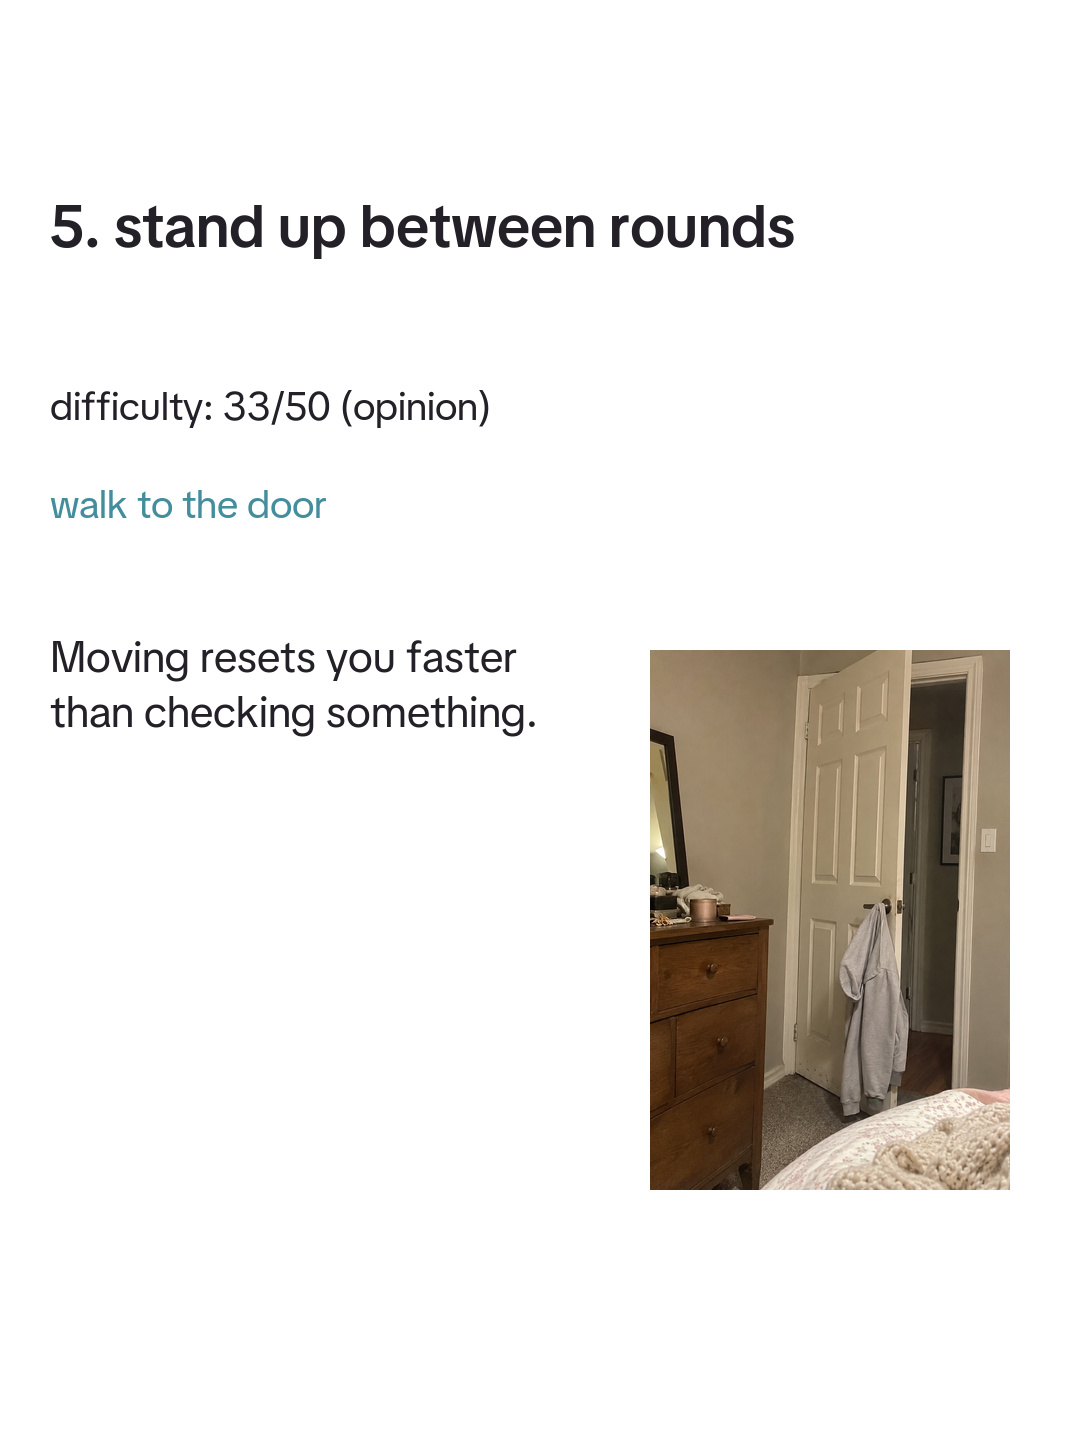 5. stand up between rounds
difficulty: 33/50 (opinion)
walk to the door
Moving resets you faster
than checking something.